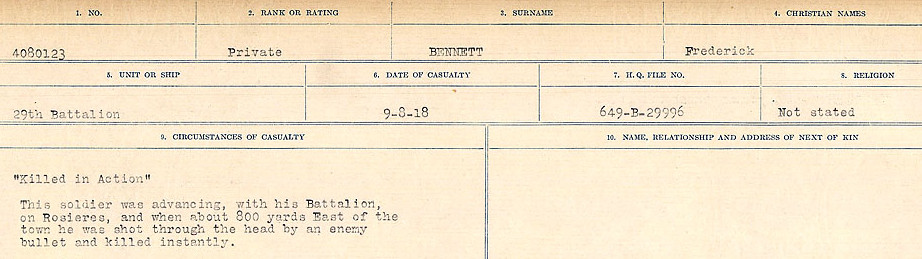 1. NO. 2. RANK OR RATING 3. SURNAME 4. CHRISTIAN NAMES
4080123 Private BENNETT Frederick
5. UNIT OR SHIP 6. DATE OF CASUALTY 7. H.Q. FILE NO. 8. RELIGION
29th Battalion 9-8-18 649-B-29996 Not stated
9. CIRCUMSTANCES OF CASUALTY 10. NAME, RELATIONSHIP AND ADDRESS OF NEXT OF KIN
"Killed in Action"
This soldier was advancing, with his Battalion,
on Rosieres, and when about 800 yards East of the
town he was shot through the head by an enemy
bullet and killed instantly.